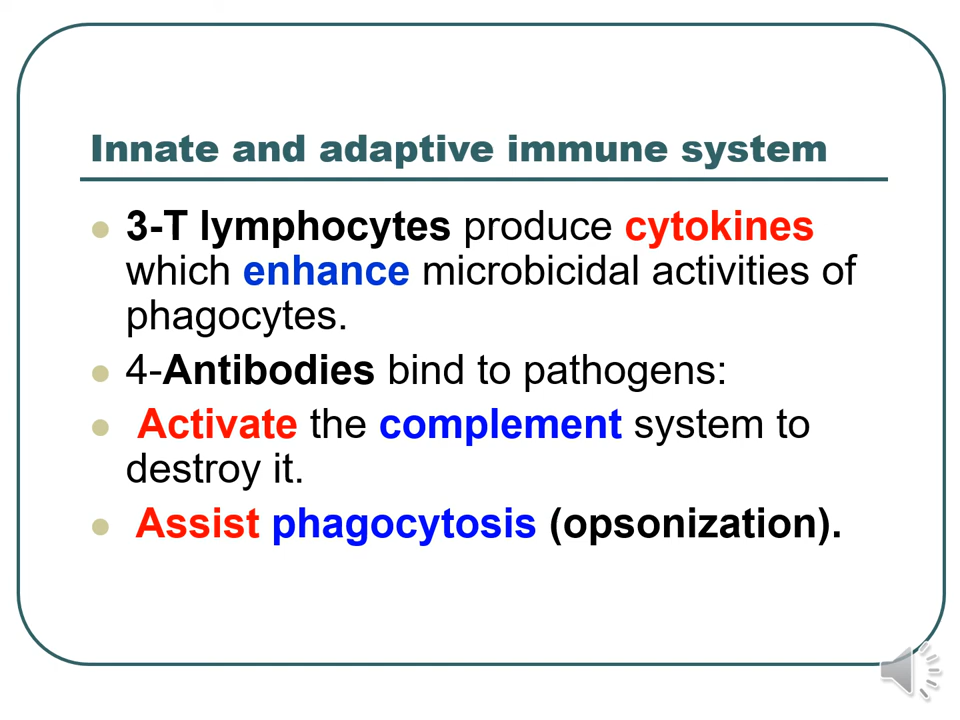 Innate and adaptive immune system
3-T lymphocytes produce cytokines
which enhance microbicidal activities of
phagocytes.
4-Antibodies bind to pathogens:
Activate the complement system to
destroy it.
Assist phagocytosis (opsonization).